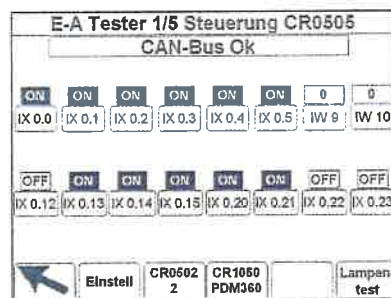 E-A Tester 1/5 Steuerung CR0505
CAN-Bus Ok
ON ON ON ON ON ON 0 0
IX 0.0 IX 0.1 IX 0.2 IX 0.3 IX 0.4 IX 0.5 IW 9 IW 10
OFF ON ON ON ON ON OFF OFF
IX 0.12 IX 0.13 IX 0.14 IX 0.15 IX 0.20 IX 0.21 IX 0.22 IX 0.23
Einstell CR0502 2 CR1050 PDM360 Lampen test